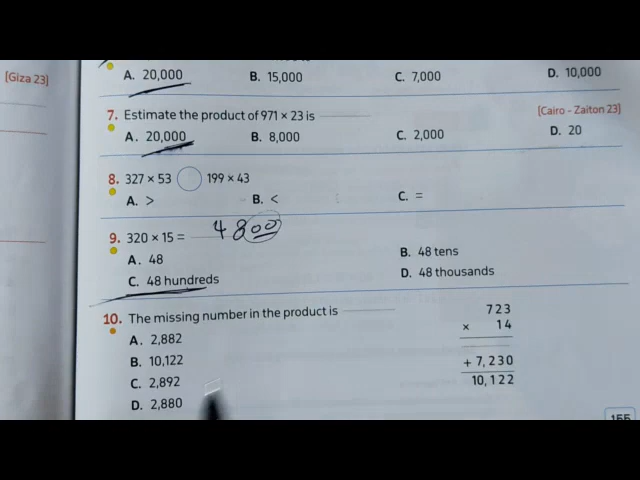 [Giza 23]
A. 20,000 B. 15,000 C. 7,000 D. 10,000
7. Estimate the product of 971 × 23 is
[Cairo - Zaiton 23]
A. 20,000 B. 8,000 C. 2,000 D. 20
8. 327 × 53 199 × 43
A. > B. < C. =
9. 320 × 15 = 4800
A. 48 B. 48 tens
C. 48 hundreds D. 48 thousands
10. The missing number in the product is
723
× 14
+ 7,230
10,122
A. 2,882
B. 10,122
C. 2,892
D. 2,880
155